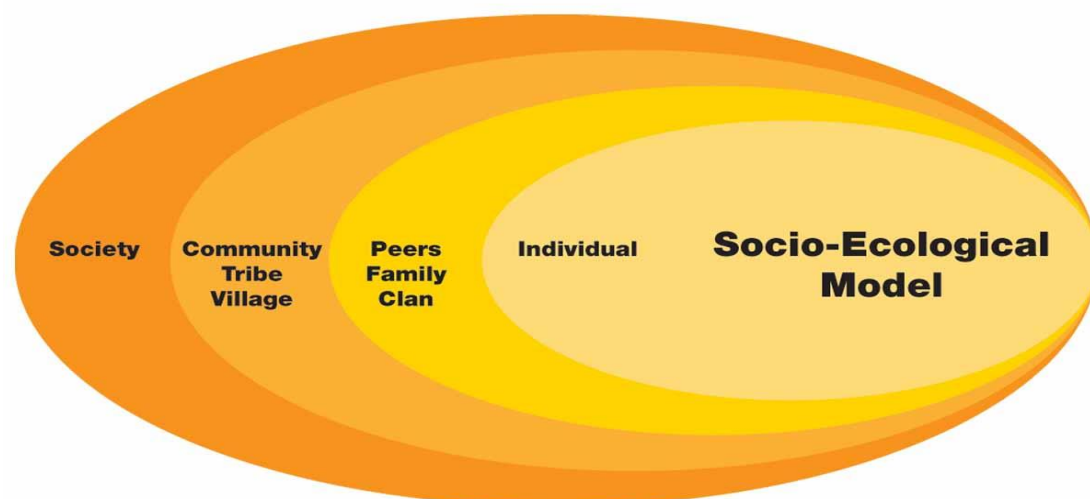 Society
Community
Tribe
Village
Peers
Family
Clan
Individual
Socio-Ecological
Model